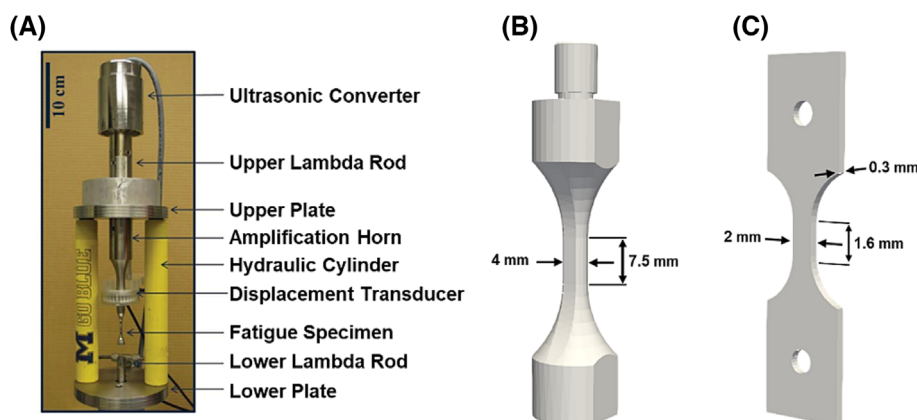 (A)
10 cm
Ultrasonic Converter
Upper Lambda Rod
Upper Plate
Amplification Horn
Hydraulic Cylinder
Displacement Transducer
Fatigue Specimen
Lower Lambda Rod
Lower Plate
M GO BLUE
(B)
4 mm
7.5 mm
(C)
0.3 mm
2 mm
1.6 mm